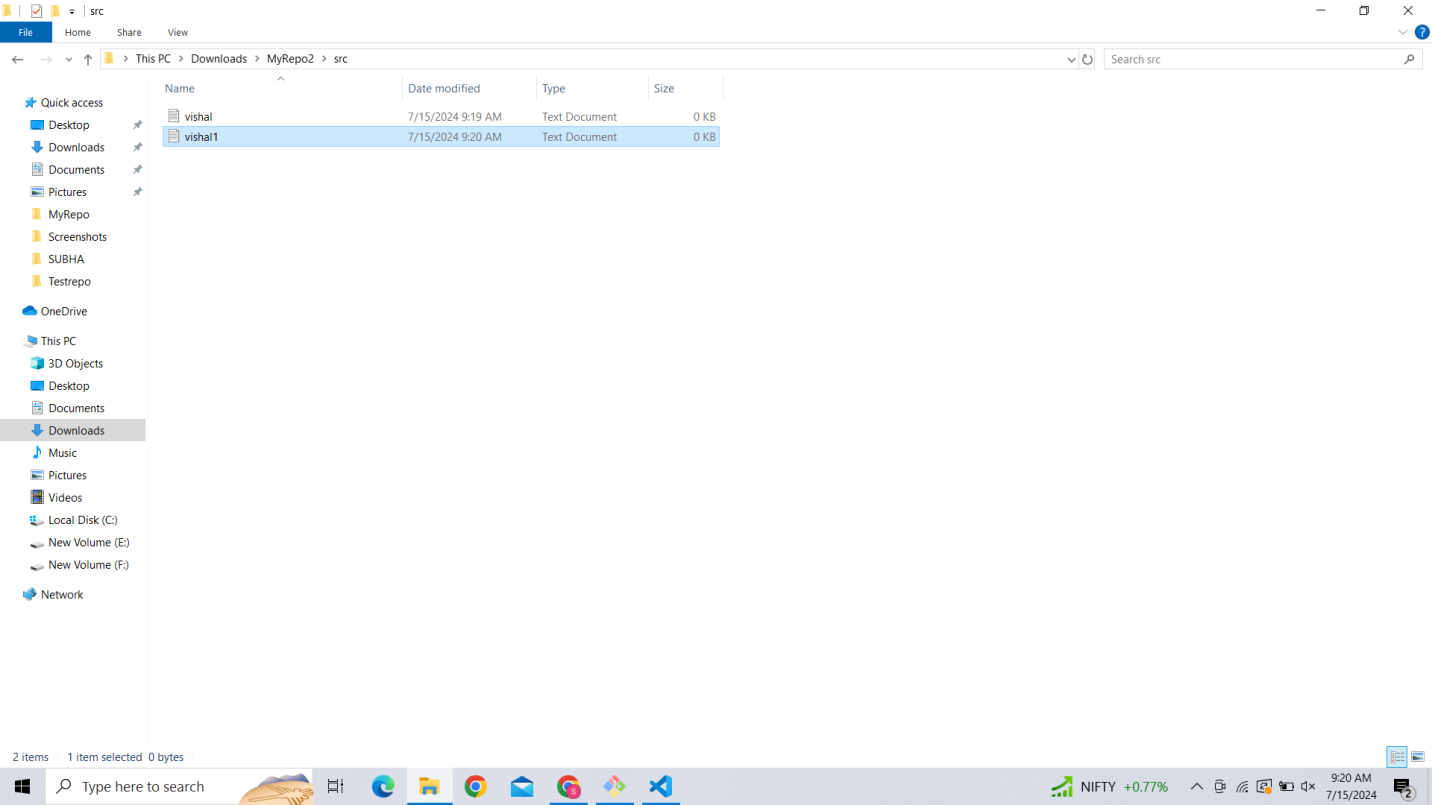 src
File Home Share View
This PC Downloads MyRepo2 src
Search src
Name Date modified Type Size
vishal 7/15/2024 9:19 AM Text Document 0 KB
vishal1 7/15/2024 9:20 AM Text Document 0 KB
Quick access
Desktop
Downloads
Documents
Pictures
MyRepo
Screenshots
SUBHA
Testrepo
OneDrive
This PC
3D Objects
Desktop
Documents
Downloads
Music
Pictures
Videos
Local Disk (C:)
New Volume (E:)
New Volume (F:)
Network
2 items 1 item selected 0 bytes
Type here to search
NIFTY +0.77%
9:20 AM
7/15/2024
2